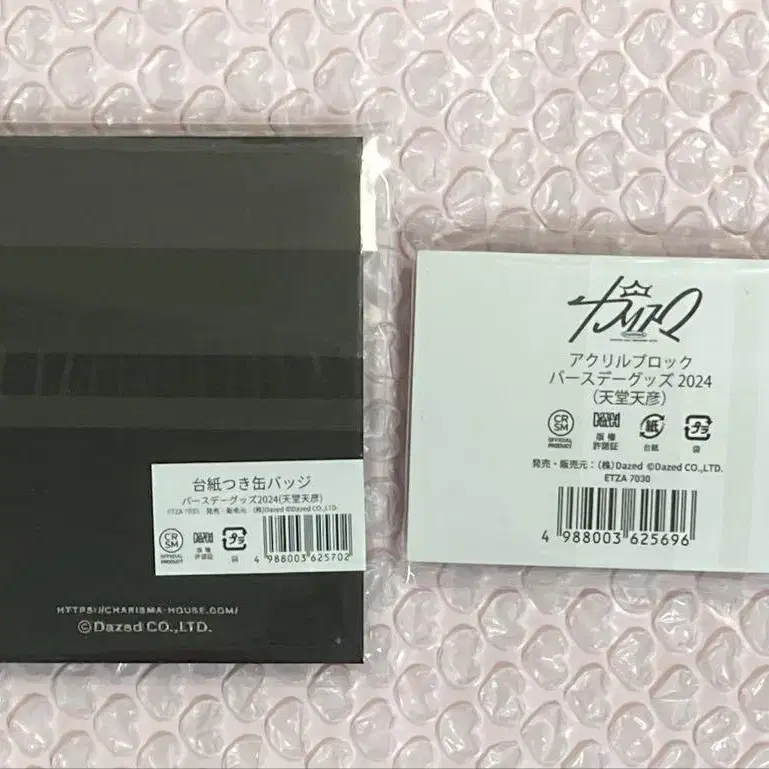 台紙つき缶バッジ
バースデーグッズ2024(天堂天彦)
発売・販売元:(株)Dazed ©Dazed CO.,LTD.
CR
SM
OFFICIAL
PRODUCT
版権
許諾証
プラ
袋
4 988003 625702
HTTPS://CHARISMA-HOUSE.COM/
©Dazed CO.,LTD.
アクリルブロック
バースデーグッズ 2024
(天堂天彦)
CR
SM
OFFICIAL
PRODUCT
版権
許諾証
紙
台紙
プラ
袋
発売・販売元:(株)Dazed ©Dazed CO.,LTD.
ETZA 7030
4 988003 625696